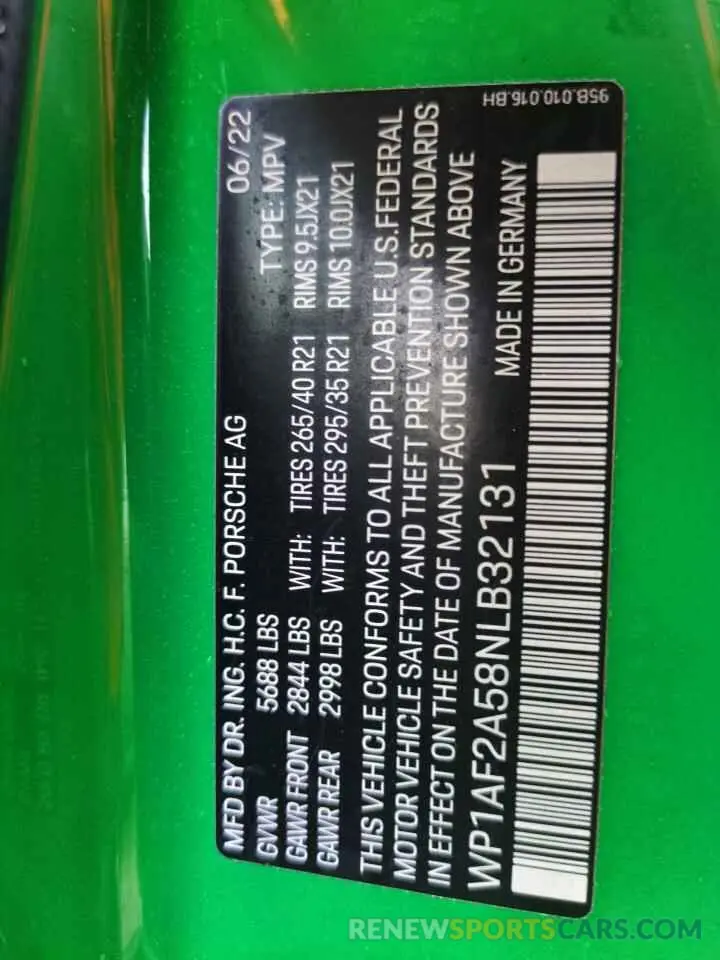 MFD BY DR. ING. H.C. F. PORSCHE AG 06/22
GVWR 5688 LBS TYPE: MPV
GAWR FRONT 2844 LBS WITH: TIRES 265/40 R21 RIMS 9.5JX21
GAWR REAR 2998 LBS WITH: TIRES 295/35 R21 RIMS 10.0JX21
THIS VEHICLE CONFORMS TO ALL APPLICABLE U.S. FEDERAL
MOTOR VEHICLE SAFETY AND THEFT PREVENTION STANDARDS
IN EFFECT ON THE DATE OF MANUFACTURE SHOWN ABOVE
WP1AF2A58NLB32131 MADE IN GERMANY
95B.010.016.BH
RENEWSPORTSCARS.COM